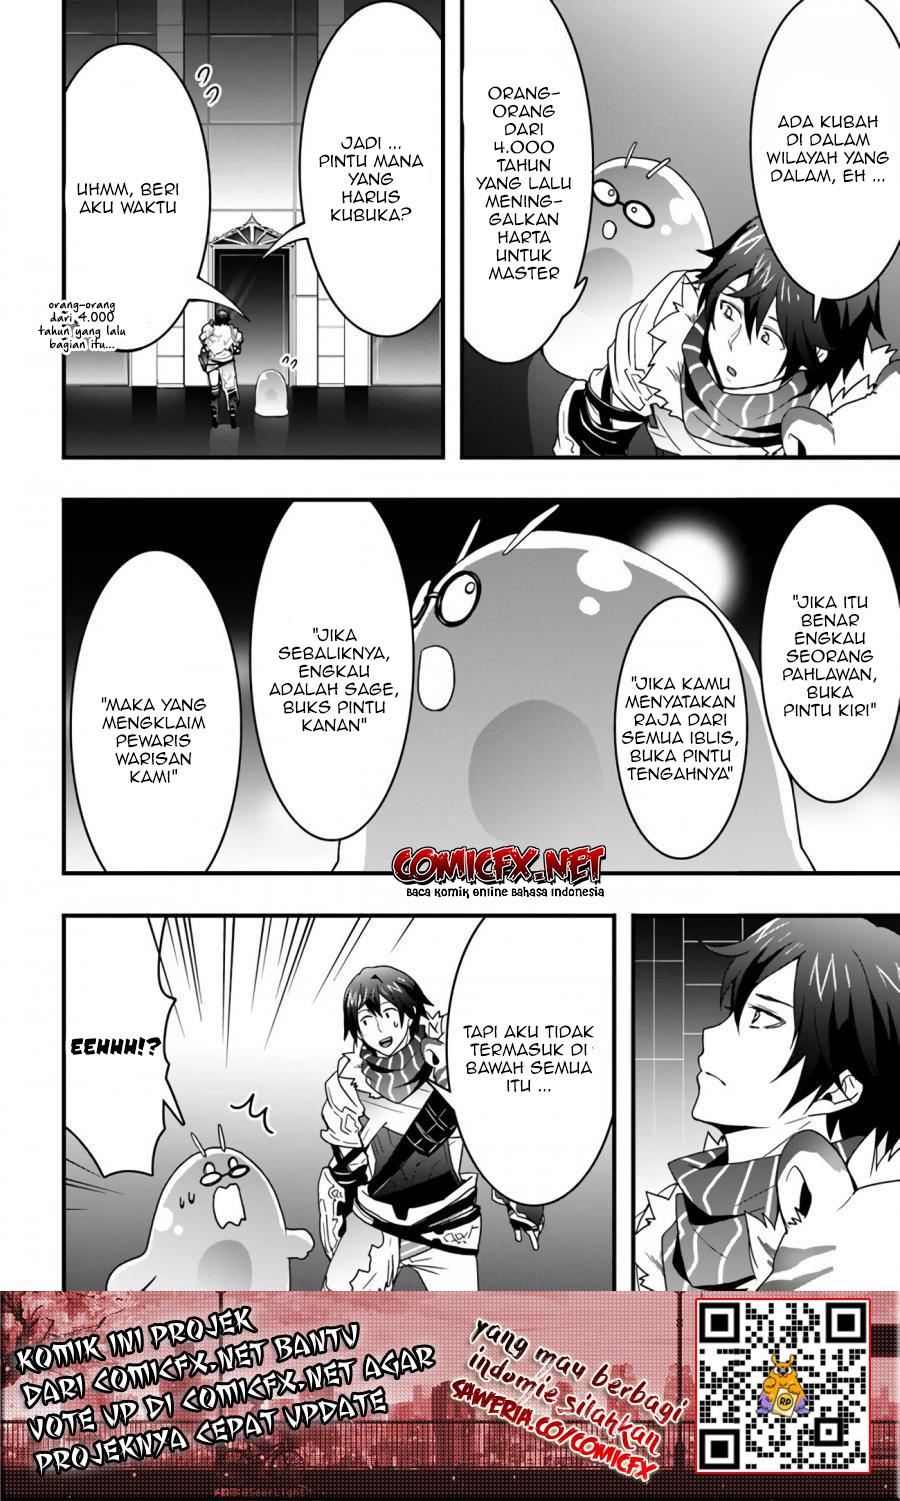 ADA KUBAH
DI DALAM
WILAYAH YANG
DALAM, EH ...
ORANG-
ORANG
DARI
4.000
TAHUN
YANG LALU
MENING-
GALKAN
HARTA
UNTUK
MASTER
JADI ...
PINTU MANA
YANG
HARUS
KUBUKA?
UHMM, BERI
AKU WAKTU
orang-orang
dari 4.000
tahun yang lalu
bagian itu...
"JIKA ITU
BENAR
ENGKAU
SEORANG
PAHLAWAN,
BUKA
PINTU KIRI"
"JIKA KAMU
MENYATAKAN
RAJA DARI
SEMUA IBLIS,
BUKA PINTU
TENGAHNYA"
"JIKA
SEBALIKNYA,
ENGKAU
ADALAH SAGE,
BUKS PINTU
KANAN"
"MAKA YANG
MENGKLAIM
PEWARIS
WARISAN
KAMI"
COMICFX.NET
Baca Komik Online Bahasa Indonesia
TAPI AKU TIDAK
TERMASUK DI
BAWAH SEMUA
ITU ...
EEHHH!?
KOMIK INI PROJEK
DARI COMICFX.NET BANTU
VOTE UP DI COMICFX.NET AGAR
PROJEKNYA CEPAT UPDATE
yang mau berbagi
indomie silahkan
SAWERIA.CO/COMICFX
RP
@Seerlight